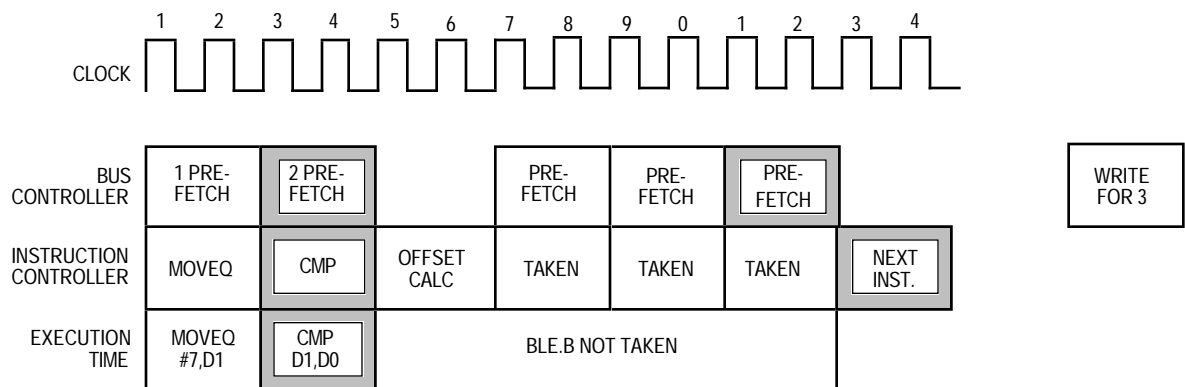 1 2 3 4 5 6 7 8 9 0 1 2 3 4
CLOCK
BUS
CONTROLLER
1 PRE-
FETCH
2 PRE-
FETCH
PRE-
FETCH
PRE-
FETCH
PRE-
FETCH
WRITE
FOR 3
INSTRUCTION
CONTROLLER
MOVEQ
CMP
OFFSET
CALC
TAKEN
TAKEN
TAKEN
NEXT
INST.
EXECUTION
TIME
MOVEQ
#7,D1
CMP
D1,D0
BLE.B NOT TAKEN